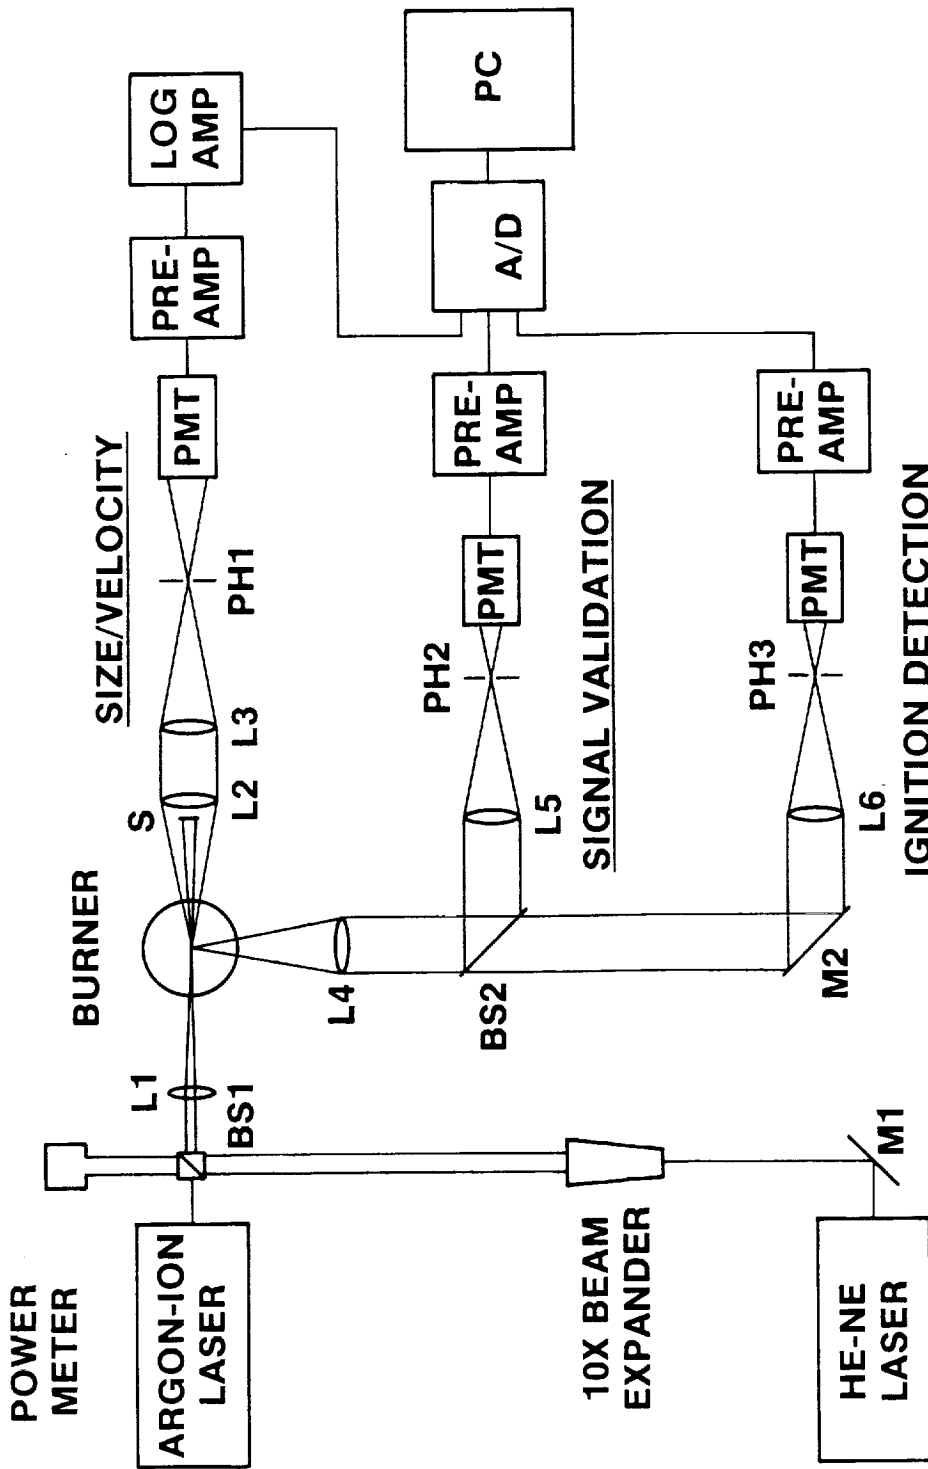 POWER
METER
ARGON-ION
LASER
BS1
L1
BURNER
S
L2
L3
SIZE/VELOCITY
PH1
PMT
PRE-
AMP
LOG
AMP
L4
BS2
L5
PH2
SIGNAL VALIDATION
PMT
PRE-
AMP
A/D
PC
10X BEAM
EXPANDER
HE-NE
LASER
M1
M2
L6
PH3
IGNITION DETECTION
PMT
PRE-
AMP